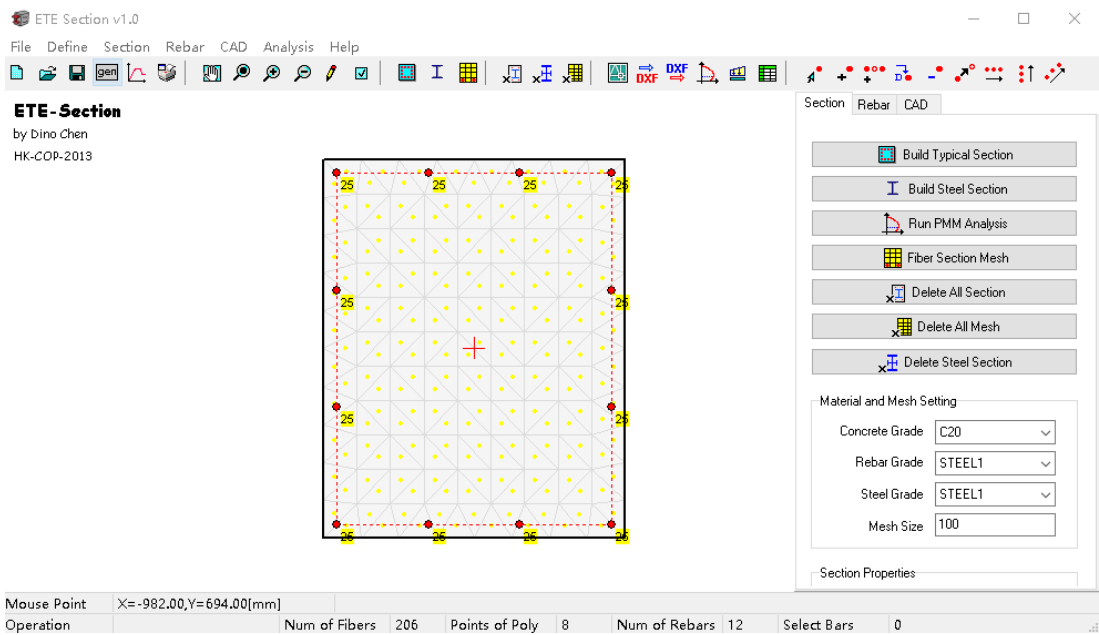 ETE Section v1.0
File Define Section Rebar CAD Analysis Help
gen DXF DXF
ETE-Section
by Dino Chen
HK-COP-2013
25 25 25 25
25 25
25 25
25 25 25 25
Section Rebar CAD
Build Typical Section
Build Steel Section
Run PMM Analysis
Fiber Section Mesh
Delete All Section
Delete All Mesh
Delete Steel Section
Material and Mesh Setting
Concrete Grade C20
Rebar Grade STEEL1
Steel Grade STEEL1
Mesh Size 100
Section Properties
Mouse Point X=-982.00,Y=694.00[mm]
Operation Num of Fibers 206 Points of Poly 8 Num of Rebars 12 Select Bars 0